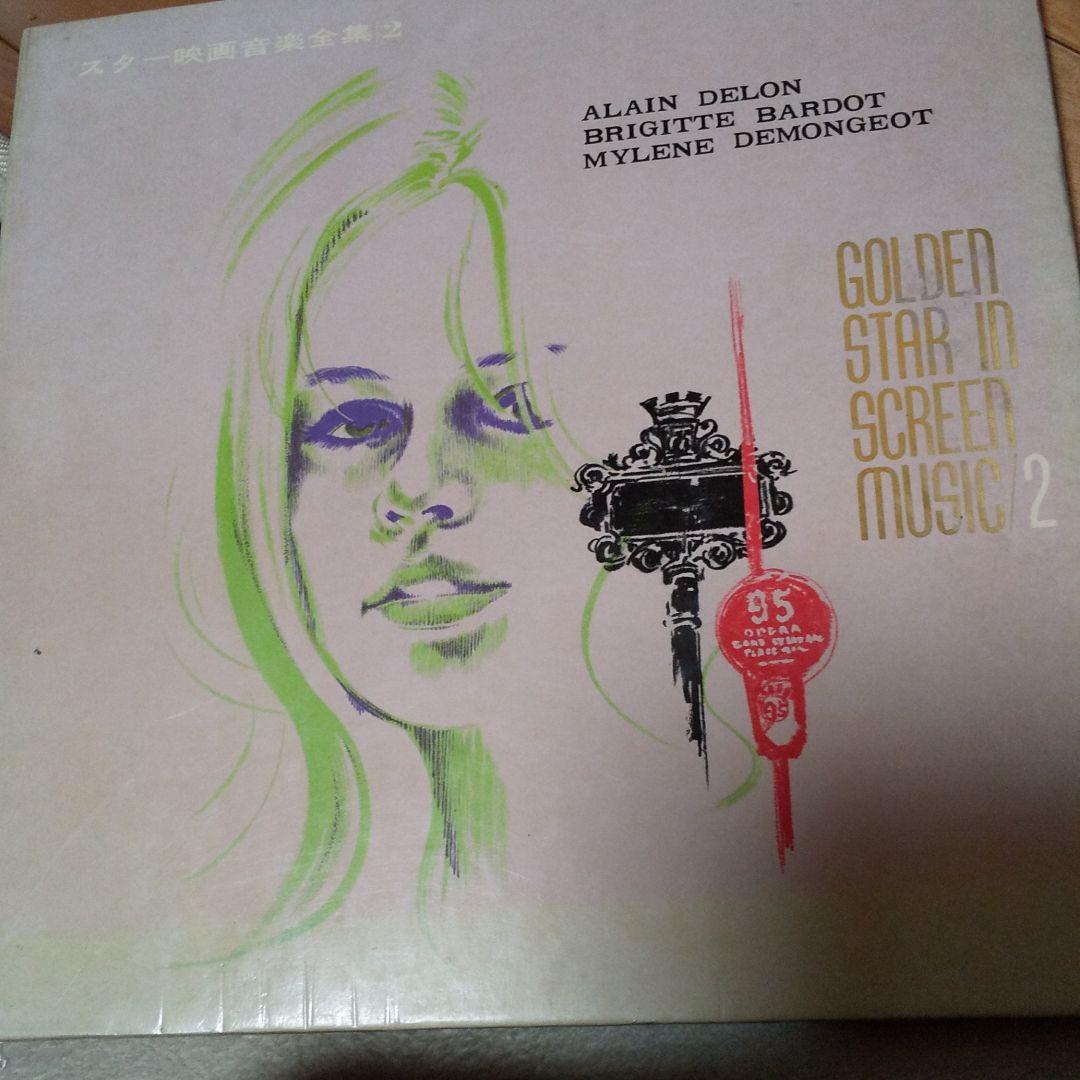 スター映画音楽全集/2
ALAIN DELON
BRIGITTE BARDOT
MYLENE DEMONGEOT
GOLDEN
STAR IN
SCREEN
MUSIC/2
95
OPERA
95